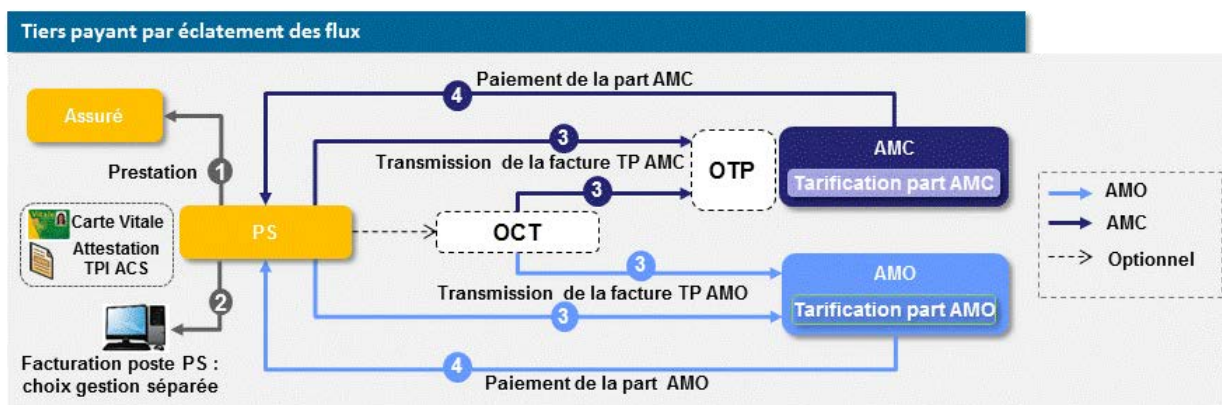 Tiers payant par éclatement des flux
Paiement de la part AMC
4
Assuré
3
AMC
Transmission de la facture TP AMC
OTP
Prestation
1
Tarification part AMC
3
AMO
Vitale
Carte Vitale
PS
OCT
AMC
Attestation
TPI ACS
3
AMO
Optionnel
Transmission de la facture TP AMO
2
3
Tarification part AMO
Facturation poste PS :
choix gestion séparée
4
Paiement de la part AMO